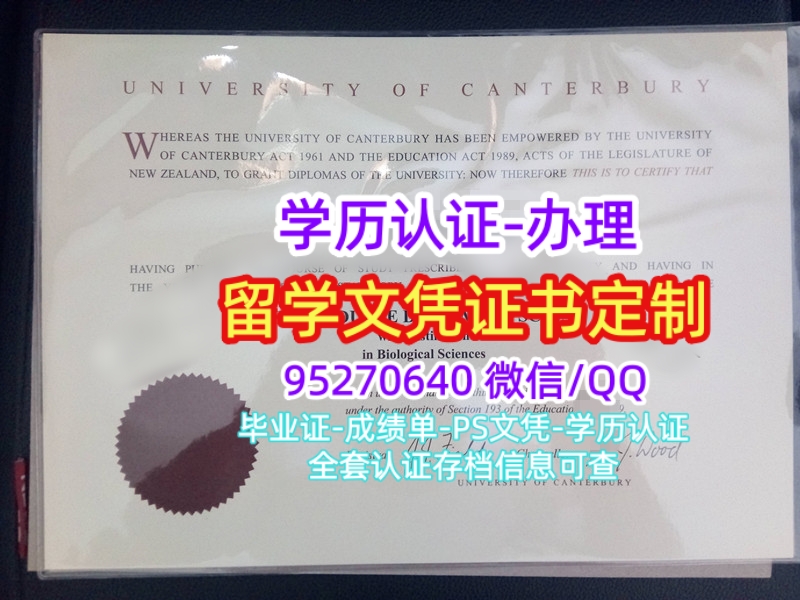 UNIVERSITY OF CANTERBURY
WHEREAS THE UNIVERSITY OF CANTERBURY HAS BEEN EMPOWERED BY THE UNIVERSITY
OF CANTERBURY ACT 1961 AND THE EDUCATION ACT 1989, ACTS OF THE LEGISLATURE OF
NEW ZEALAND, TO GRANT DIPLOMAS OF THE UNIVERSITY: NOW THEREFORE THIS IS TO CERTIFY THAT
学历认证-办理
HAVING OF STUDY AND HAVING IN
THE
留学文凭证书定制
in Biological Sciences
95270640 微信/QQ
under the authority of Section 193 of the
毕业证-成绩单-PS文凭-学历认证
Wood
全套认证存档信息可查
UNIVERSITY OF CANTERBURY